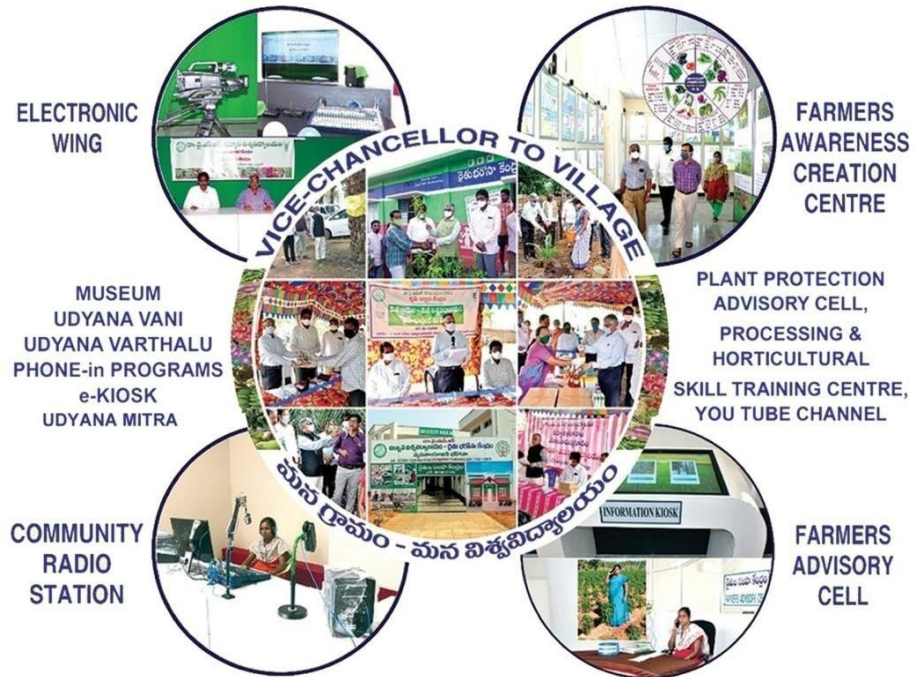 ELECTRONIC
WING
VICE-CHANCELLOR TO VILLAGE
FARMERS
AWARENESS
CREATION
CENTRE
రైతు భరోసా కేంద్రం
MUSEUM
UDYANA VANI
UDYANA VARTHALU
PHONE-in PROGRAMS
e-KIOSK
UDYANA MITRA
PLANT PROTECTION
ADVISORY CELL,
PROCESSING &
HORTICULTURAL
SKILL TRAINING CENTRE,
YOU TUBE CHANNEL
మన గ్రామం - మన విశ్వవిద్యాలయం
COMMUNITY
RADIO
STATION
INFORMATION KIOSK
FARMERS
ADVISORY
CELL